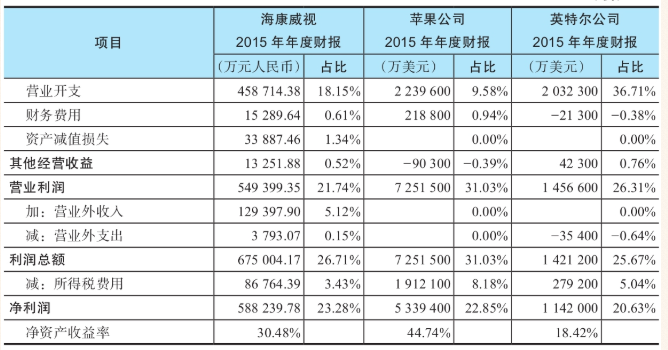 项目 海康威视 2015 年年度财报 苹果公司 2015 年年度财报 英特尔公司 2015 年年度财报
(万元人民币) 占比 (万美元) 占比 (万美元) 占比
营业开支 458 714.38 18.15% 2 239 600 9.58% 2 032 300 36.71%
财务费用 15 289.64 0.61% 218 800 0.94% −21 300 −0.38%
资产减值损失 33 887.46 1.34% 0.00% 0.00%
其他经营收益 13 251.88 0.52% −90 300 −0.39% 42 300 0.76%
营业利润 549 399.35 21.74% 7 251 500 31.03% 1 456 600 26.31%
加：营业外收入 129 397.90 5.12% 0.00% 0.00%
减：营业外支出 3 793.07 0.15% 0.00% −35 400 −0.64%
利润总额 675 004.17 26.71% 7 251 500 31.03% 1 421 200 25.67%
减：所得税费用 86 764.39 3.43% 1 912 100 8.18% 279 200 5.04%
净利润 588 239.78 23.28% 5 339 400 22.85% 1 142 000 20.63%
净资产收益率 30.48% 44.74% 18.42%